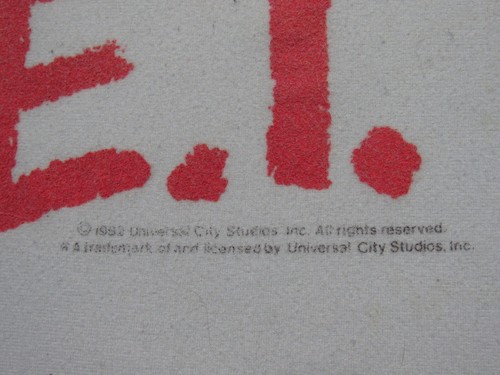 E.T.
© 1982 Universal City Studios, Inc. All rights reserved.
* A trademark of and licensed by Universal City Studios, Inc.